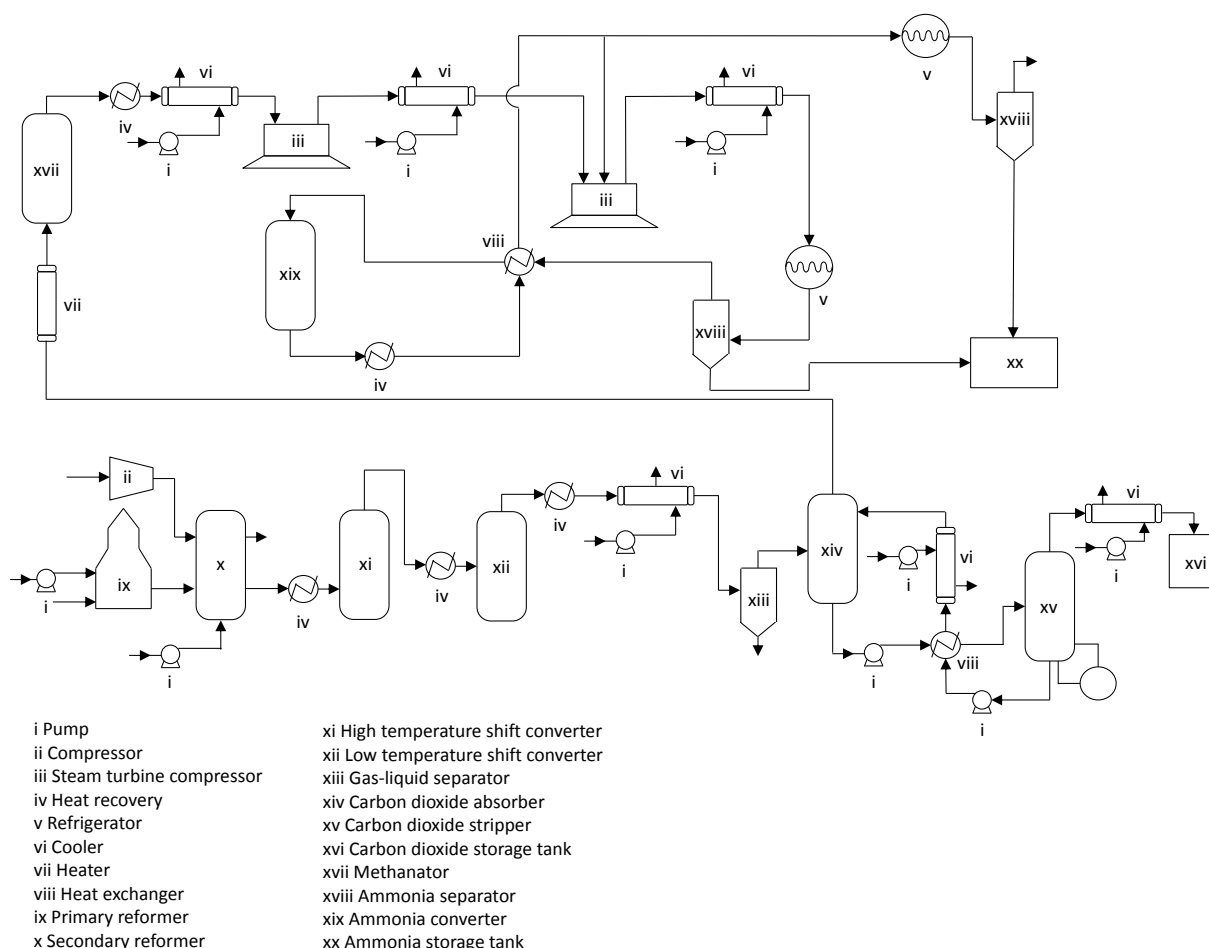 vi
vi
vi
v
iv
i
iii
i
i
xviii
xvii
iii
viii
xix
vii
v
xviii
iv
xx
ii
vi
vi
iv
x
xi
xii
xiv
vi
i
ix
i
iv
i
xiii
i
xv
xvi
i
iv
i
viii
i
i Pump
ii Compressor
iii Steam turbine compressor
iv Heat recovery
v Refrigerator
vi Cooler
vii Heater
viii Heat exchanger
ix Primary reformer
x Secondary reformer
xi High temperature shift converter
xii Low temperature shift converter
xiii Gas-liquid separator
xiv Carbon dioxide absorber
xv Carbon dioxide stripper
xvi Carbon dioxide storage tank
xvii Methanator
xviii Ammonia separator
xix Ammonia converter
xx Ammonia storage tank